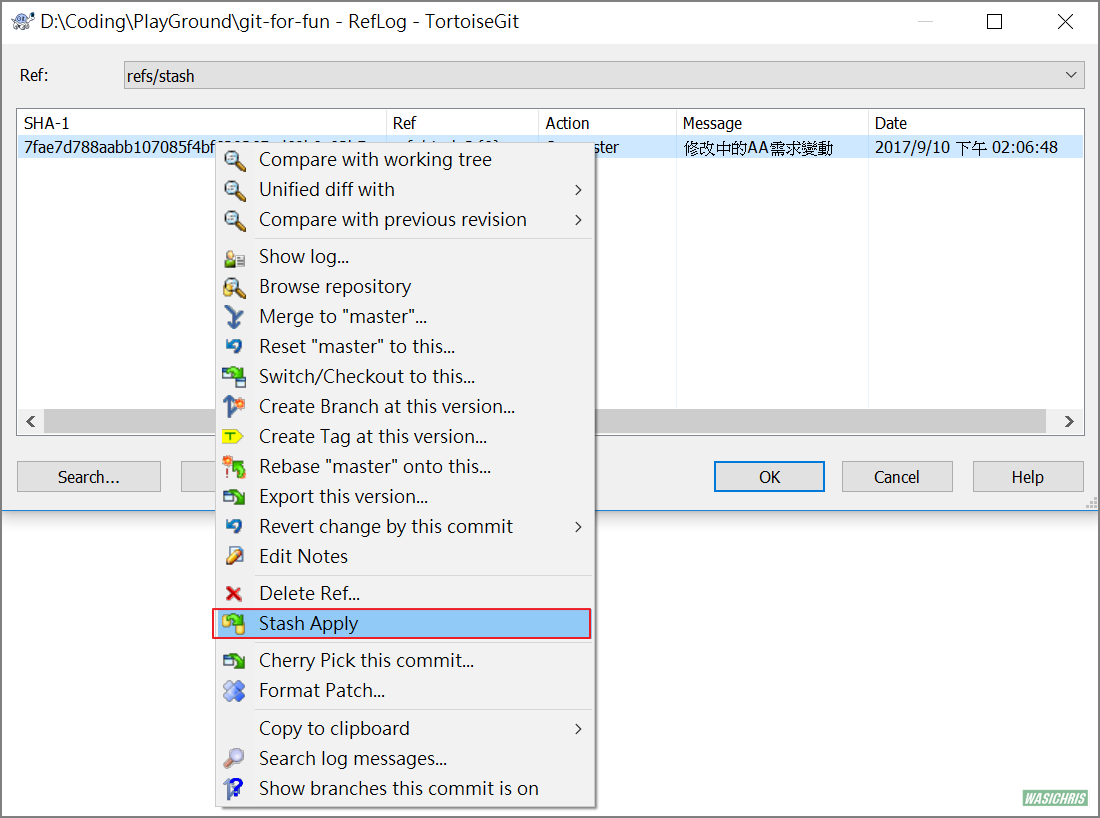 D:\Coding\PlayGround\git-for-fun - RefLog - TortoiseGit
Ref:
refs/stash
SHA-1 Ref Action Message Date
7fae7d788aabb107085f4bf 修改中的AA需求變動 2017/9/10 下午 02:06:48
Compare with working tree
Unified diff with
Compare with previous revision
Show log...
Browse repository
Merge to "master"...
Reset "master" to this...
Switch/Checkout to this...
Create Branch at this version...
Create Tag at this version...
Rebase "master" onto this...
Export this version...
Revert change by this commit
Edit Notes
Delete Ref...
Stash Apply
Cherry Pick this commit...
Format Patch...
Copy to clipboard
Search log messages...
Show branches this commit is on
Search... OK Cancel Help
WASICHRIS